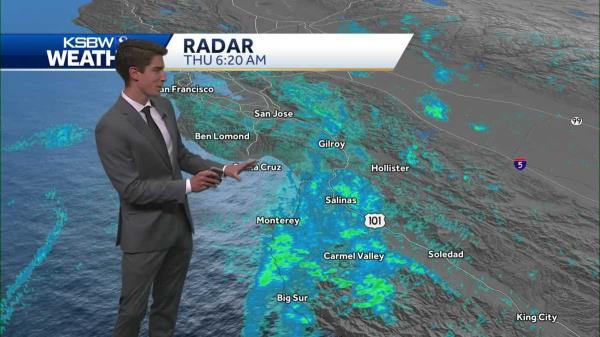 KSBW 8
WEATHER
RADAR
THU 6:20 AM
San Francisco
San Jose
Ben Lomond
Gilroy
99
5
Santa Cruz
Hollister
Salinas
Monterey
101
Carmel Valley
Soledad
Big Sur
King City